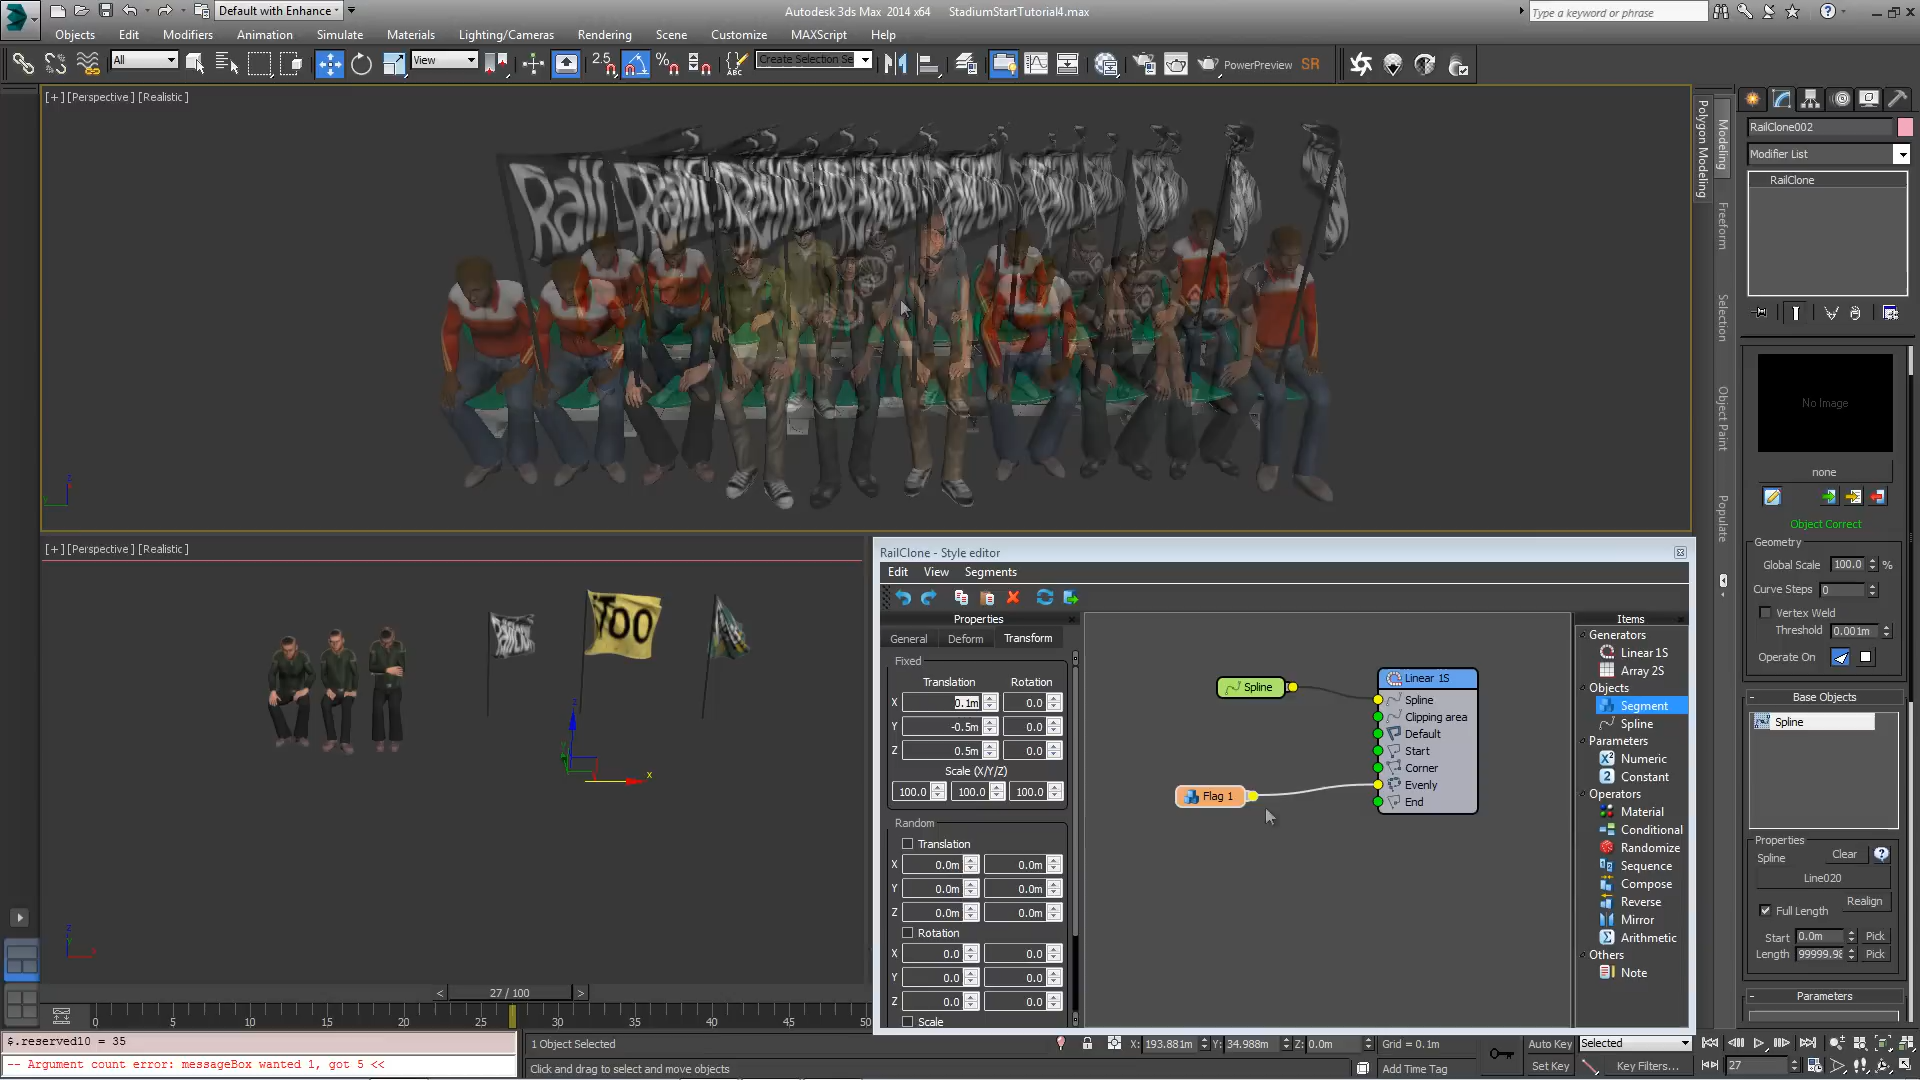 Default with Enhance
Autodesk 3ds Max 2014 x64 StadiumStartTutorial4.max
Type a keyword or phrase
Objects Edit Modifiers Animation Simulate Materials Lighting/Cameras Rendering Scene Customize MAXScript Help
All View 2.5 Create Selection Se PowerPreview SR
[+] [Perspective ] [Realistic ]
Polygon Modeling
Modeling
Freeform
Selection
Object Paint
Populate
RailClone002
Modifier List
RailClone
No Image
none
Object Correct
Geometry
Global Scale 100.0 %
Curve Steps 0
Vertex Weld
Threshold 0.001m
Operate On
Base Objects
Spline
Properties
Spline Clear
Line020
Realign
Full Length
Start 0.0m Pick
Length 99999.98 Pick
Parameters
[+] [Perspective ] [Realistic ]
TOO
RailClone - Style editor
Edit View Segments
Properties
General Deform Transform
Fixed
Translation Rotation
X 0.1m 0.0
Y -0.5m 0.0
Z 0.5m 0.0
Scale (X/Y/Z)
100.0 100.0 100.0
Random
Translation
X 0.0m 0.0m
Y 0.0m 0.0m
Z 0.0m 0.0m
Rotation
X 0.0 0.0
Y 0.0 0.0
Z 0.0 0.0
Scale
Spline
Flag 1
Linear 1S
Spline
Clipping area
Default
Start
Corner
Evenly
End
Items
Generators
Linear 1S
Array 2S
Objects
Segment
Spline
Parameters
Numeric
Constant
Operators
Material
Conditional
Randomize
Sequence
Compose
Reverse
Mirror
Arithmetic
Others
Note
< 27 / 100 >
0 5 10 15 20 25 30 35 40 45 50
$.reserved10 = 35
-- Argument count error: messageBox wanted 1, got 5 <<
1 Object Selected
Click and drag to select and move objects
X: 193.881m Y: 34.988m Z: 0.0m Grid = 0.1m
Add Time Tag
Auto Key Selected
Set Key Key Filters...
27